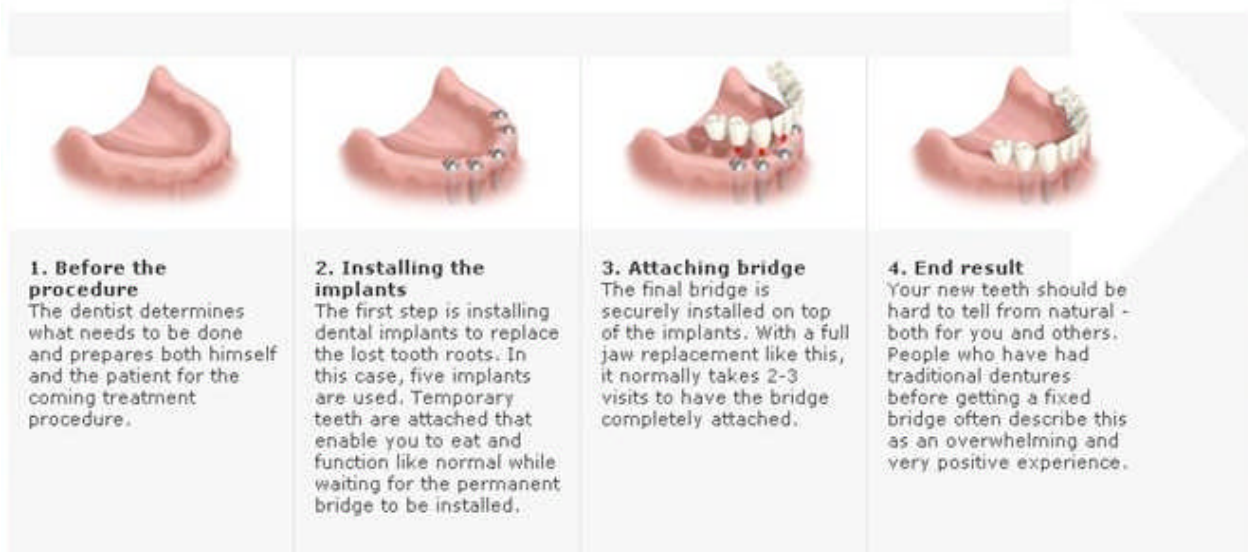 1. Before the
procedure
The dentist determines
what needs to be done
and prepares both himself
and the patient for the
coming treatment
procedure.
2. Installing the
implants
The first step is installing
dental implants to replace
the lost tooth roots. In
this case, five implants
are used. Temporary
teeth are attached that
enable you to eat and
function like normal while
waiting for the permanent
bridge to be installed.
3. Attaching bridge
The final bridge is
securely installed on top
of the implants. With a full
jaw replacement like this,
it normally takes 2-3
visits to have the bridge
completely attached.
4. End result
Your new teeth should be
hard to tell from natural -
both for you and others.
People who have had
traditional dentures
before getting a fixed
bridge often describe this
as an overwhelming and
very positive experience.